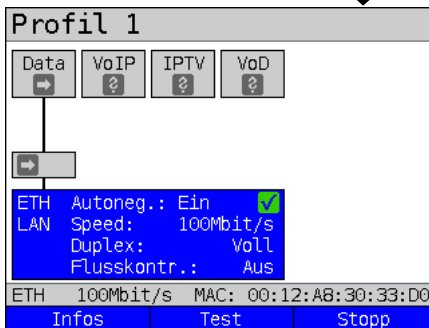 Profil 1
Data VoIP IPTV VoD
? ? ?
ETH Autoneg.: Ein
LAN Speed: 100Mbit/s
Duplex: Voll
Flusskontr.: Aus
ETH 100Mbit/s MAC: 00:12:A8:30:33:D0
Infos Test Stopp